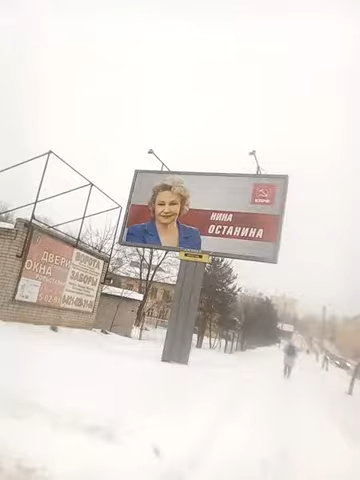 КПРФ
НИНА
ОСТАНИНА
ДВЕРИ
ОКНА
ВОРОТА
ЗАБОРЫ